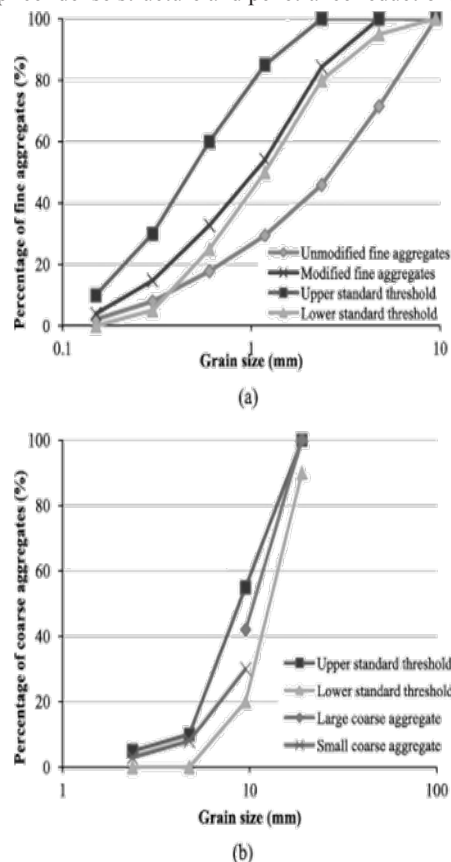 100
80
60
40
20
0
0.1
1
10
Percentage of fine aggregates (%)
Grain size (mm)
Unmodified fine aggregates
Modified fine aggregates
Upper standard threshold
Lower standard threshold
(a)
100
80
60
40
20
0
1
10
100
Percentage of coarse aggregates (%)
Grain size (mm)
Upper standard threshold
Lower standard threshold
Large coarse aggregate
Small coarse aggregate
(b)